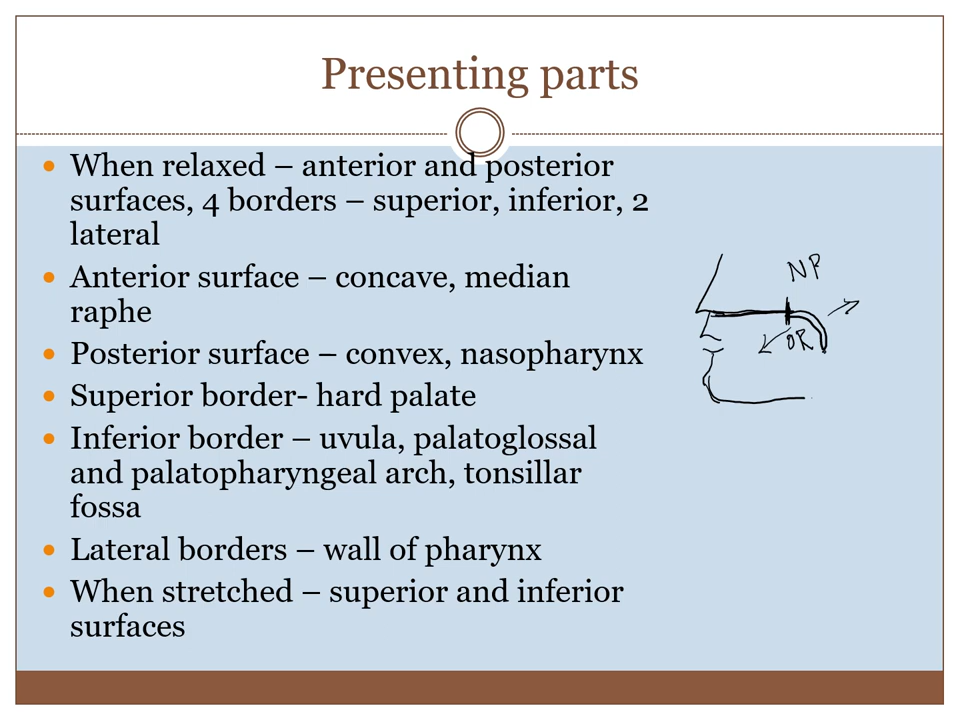 Presenting parts
When relaxed – anterior and posterior
surfaces, 4 borders – superior, inferior, 2
lateral
Anterior surface – concave, median
raphe
Posterior surface – convex, nasopharynx
Superior border- hard palate
Inferior border – uvula, palatoglossal
and palatopharyngeal arch, tonsillar
fossa
Lateral borders – wall of pharynx
When stretched – superior and inferior
surfaces
NP
OR